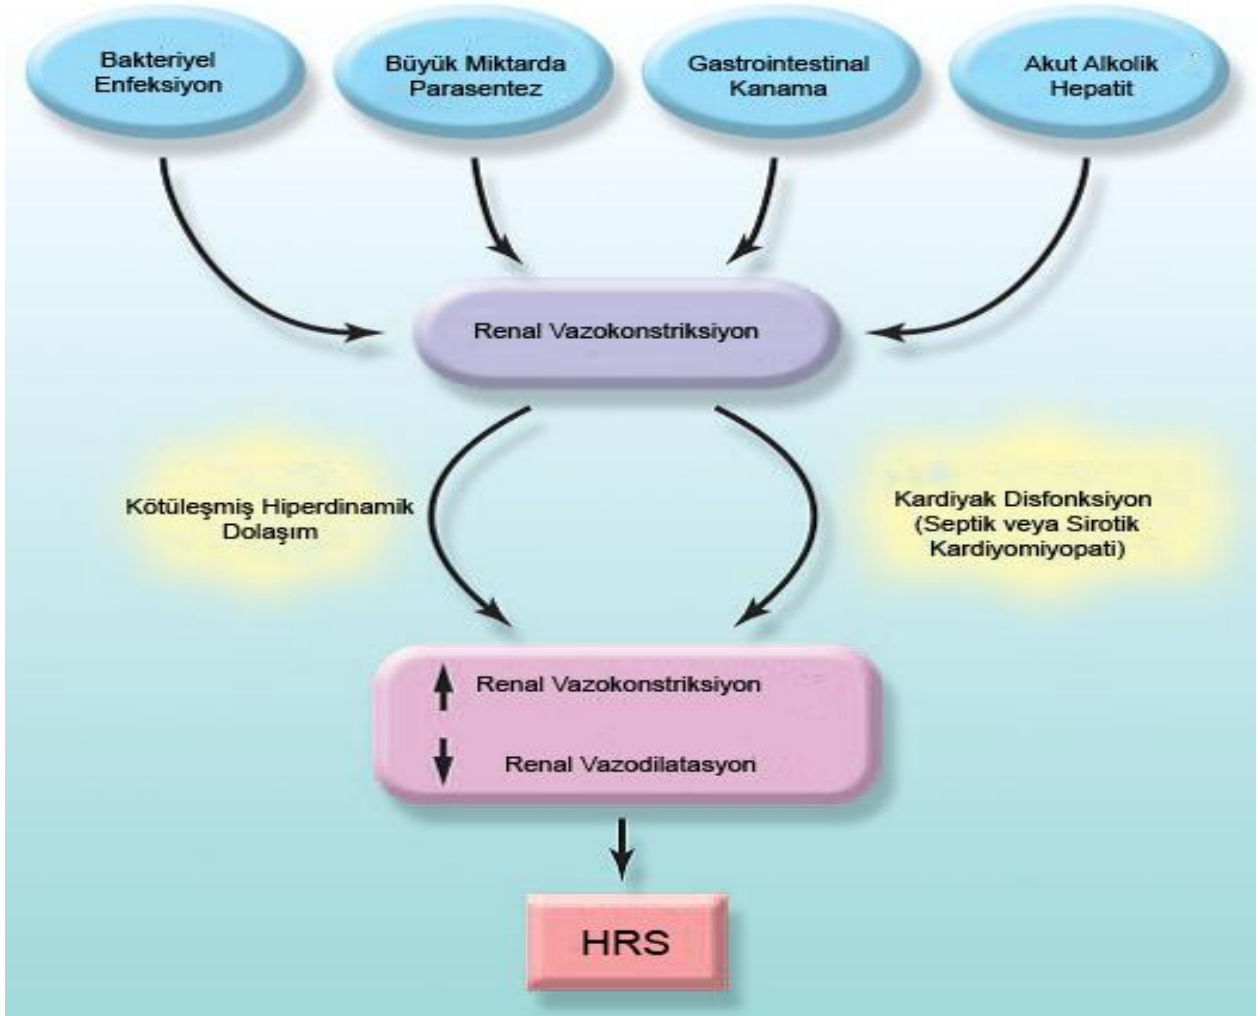 Bakteriyel
Enfeksiyon
Büyük Miktarda
Parasentez
Gastrointestinal
Kanama
Akut Alkolik
Hepatit
Renal Vazokonstriksiyon
Kötüleşmiş Hiperdinamik
Dolaşım
Kardiyak Disfonksiyon
(Septik veya Sirotik
Kardiyomiyopati)
Renal Vazokonstriksiyon
Renal Vazodilatasyon
HRS